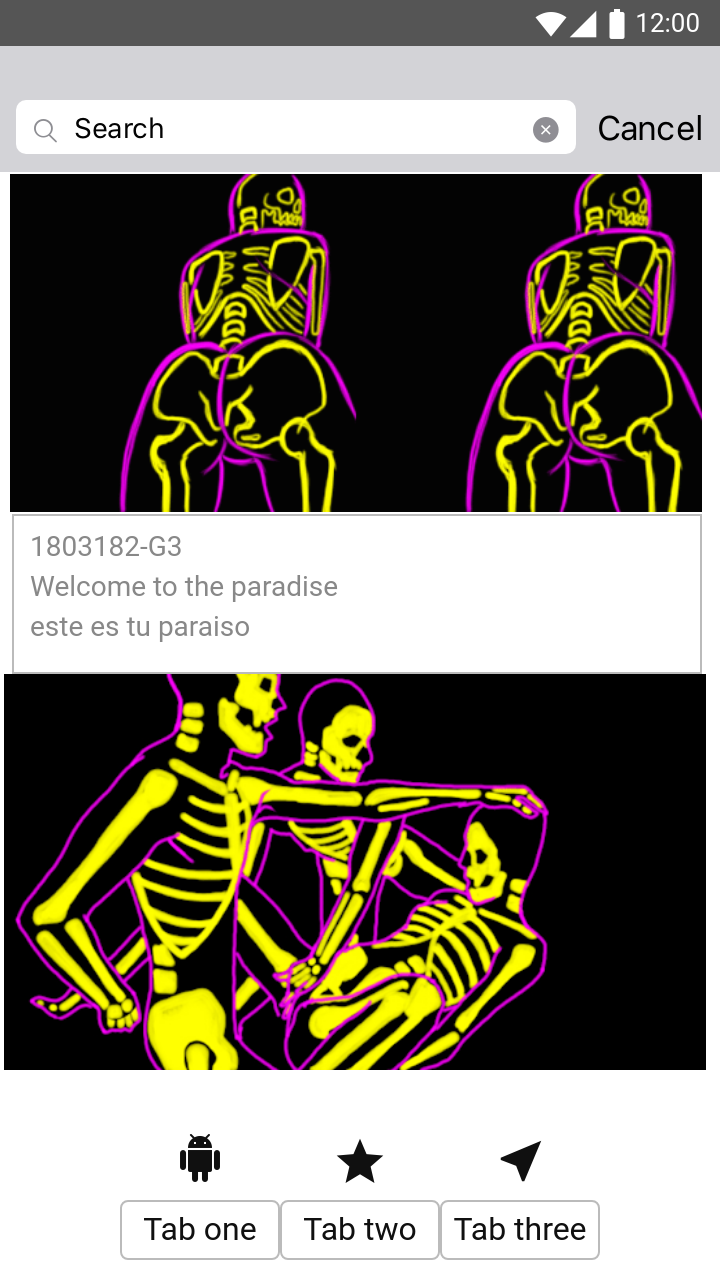 12:00
Search
Cancel
1803182-G3
Welcome to the paradise
este es tu paraiso
Tab one
Tab two
Tab three